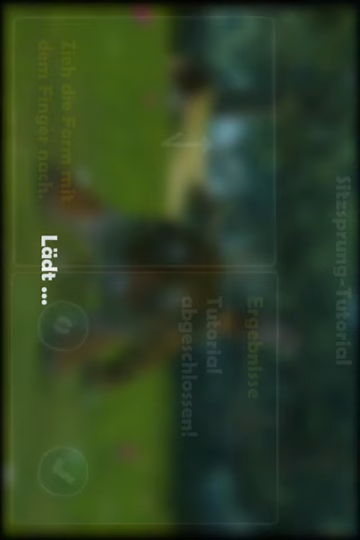 Sitzsprung-Tutorial
Zieh die Form mit
dem Finger nach.
Ergebnisse
Tutorial
abgeschlossen!
Lädt ...